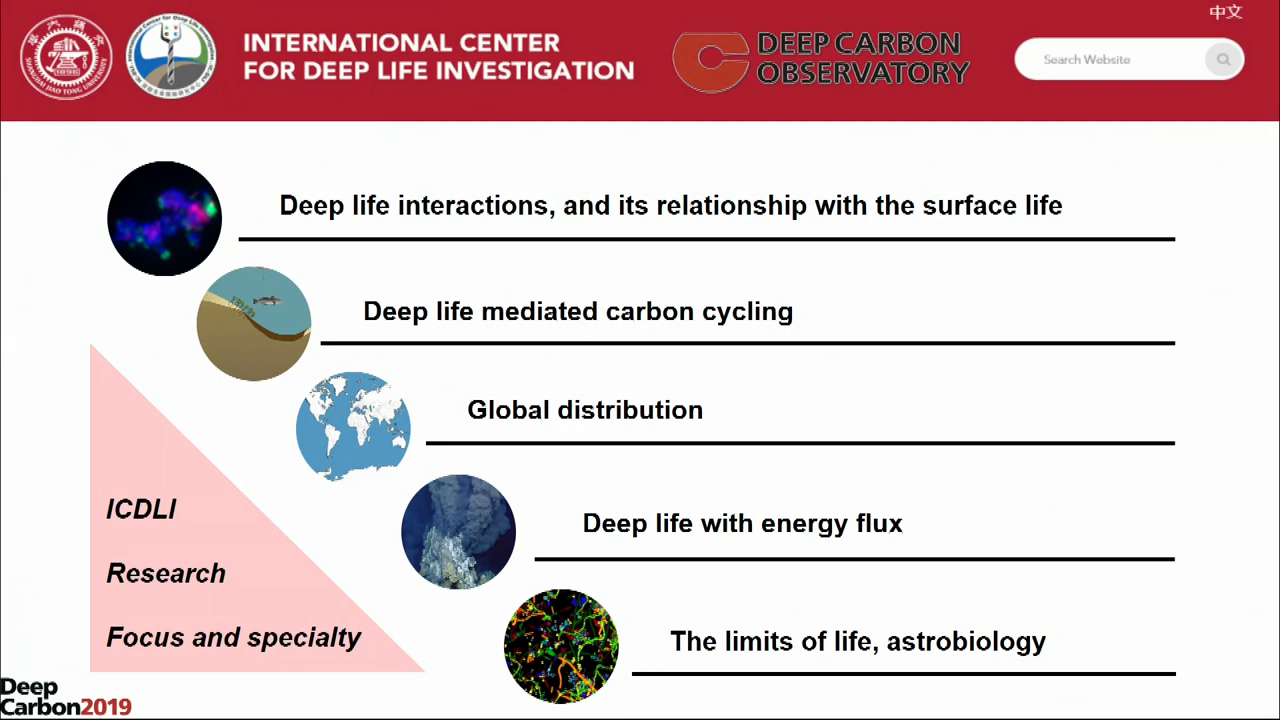 中文
INTERNATIONAL CENTER
FOR DEEP LIFE INVESTIGATION
DEEP CARBON
OBSERVATORY
Search Website
Deep life interactions, and its relationship with the surface life
Deep life mediated carbon cycling
Global distribution
Deep life with energy flux
The limits of life, astrobiology
ICDLI
Research
Focus and specialty
Deep
Carbon2019